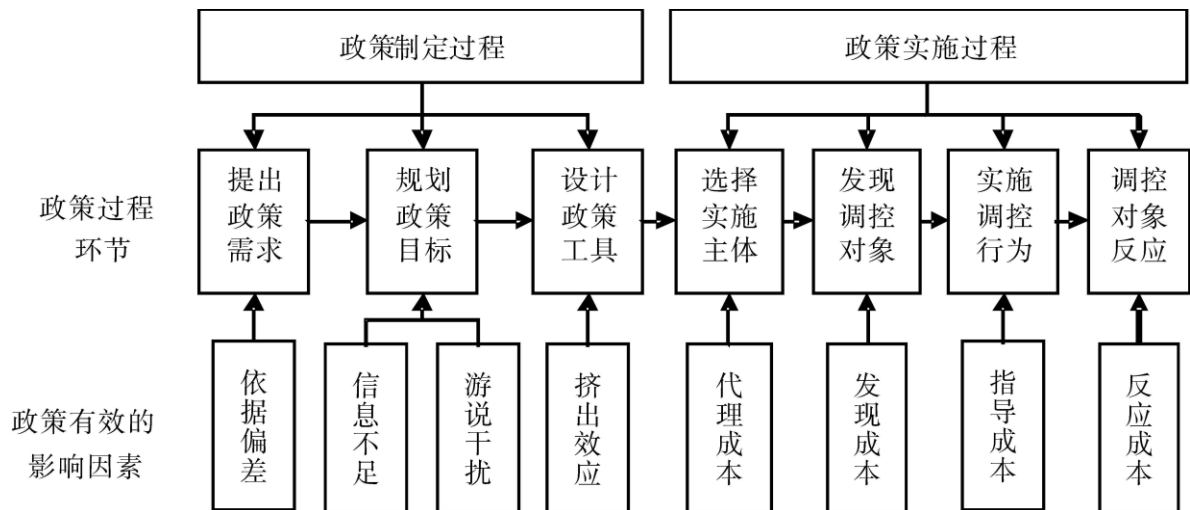 政策制定过程
政策实施过程
政策过程
环节
提出
政策
需求
规划
政策
目标
设计
政策
工具
选择
实施
主体
发现
调控
对象
实施
调控
行为
调控
对象
反应
政策有效的
影响因素
依据偏差
信息不足
游说干扰
挤出效应
代理成本
发现成本
指导成本
反应成本